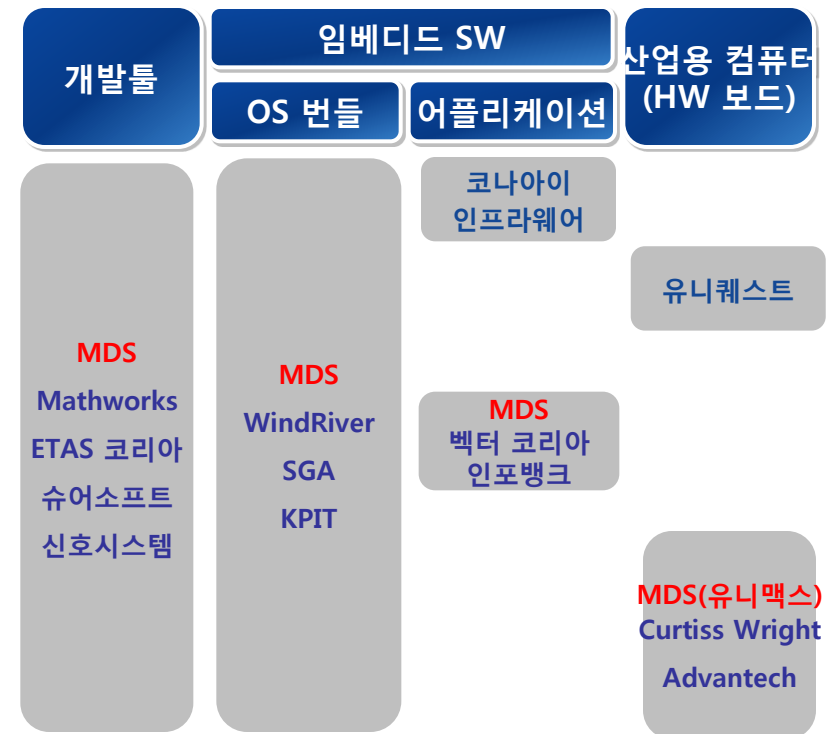 개발툴
임베디드 SW
OS 번들
어플리케이션
산업용 컴퓨터
(HW 보드)
MDS
Mathworks
ETAS 코리아
슈어소프트
신호시스템
MDS
WindRiver
SGA
KPIT
코나아이
인프라웨어
MDS
벡터 코리아
인포뱅크
유니퀘스트
MDS(유니맥스)
Curtiss Wright
Advantech